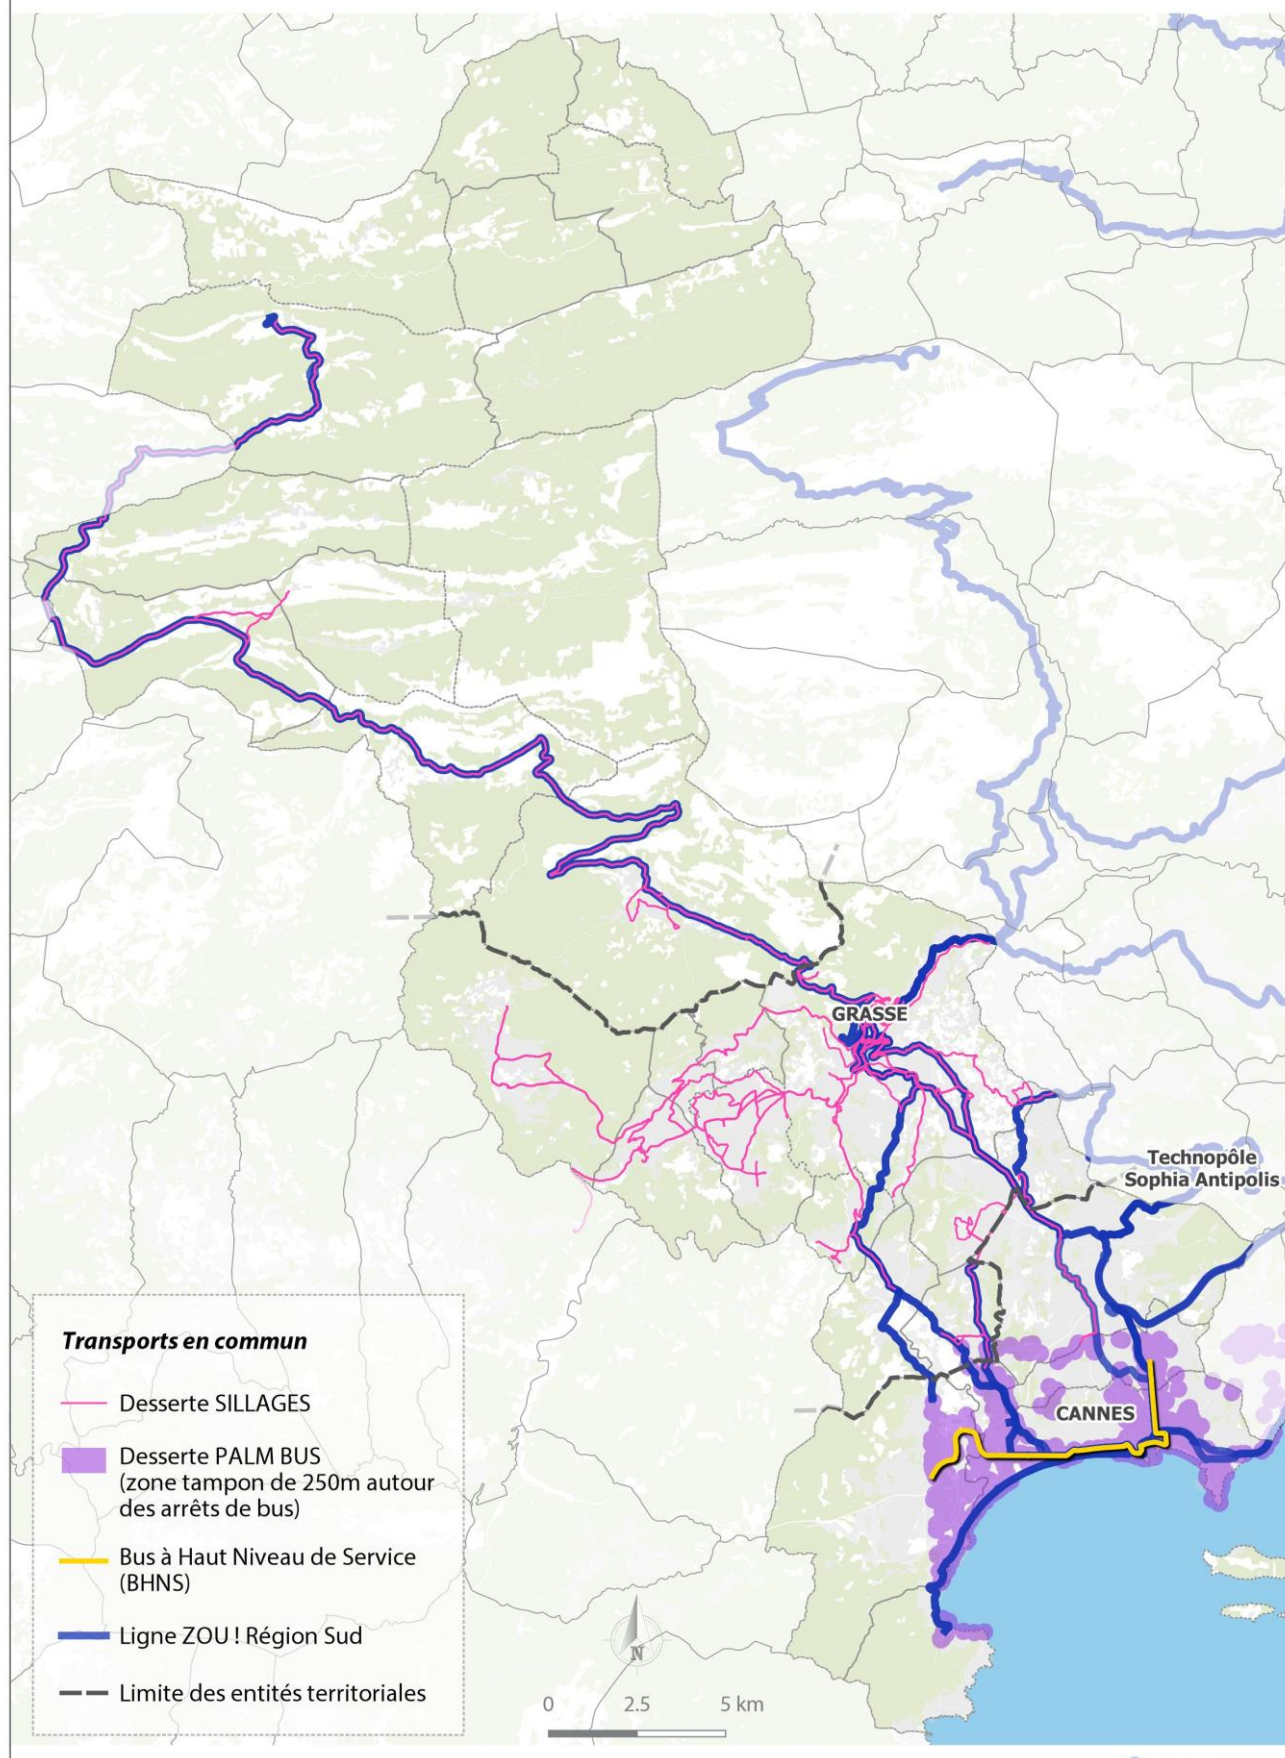 GRASSE
Technopôle
Sophia Antipolis
CANNES
Transports en commun
Desserte SILLAGES
Desserte PALM BUS
(zone tampon de 250m autour
des arrêts de bus)
Bus à Haut Niveau de Service
(BHNS)
Ligne ZOU ! Région Sud
Limite des entités territoriales
N
0 2.5 5 km